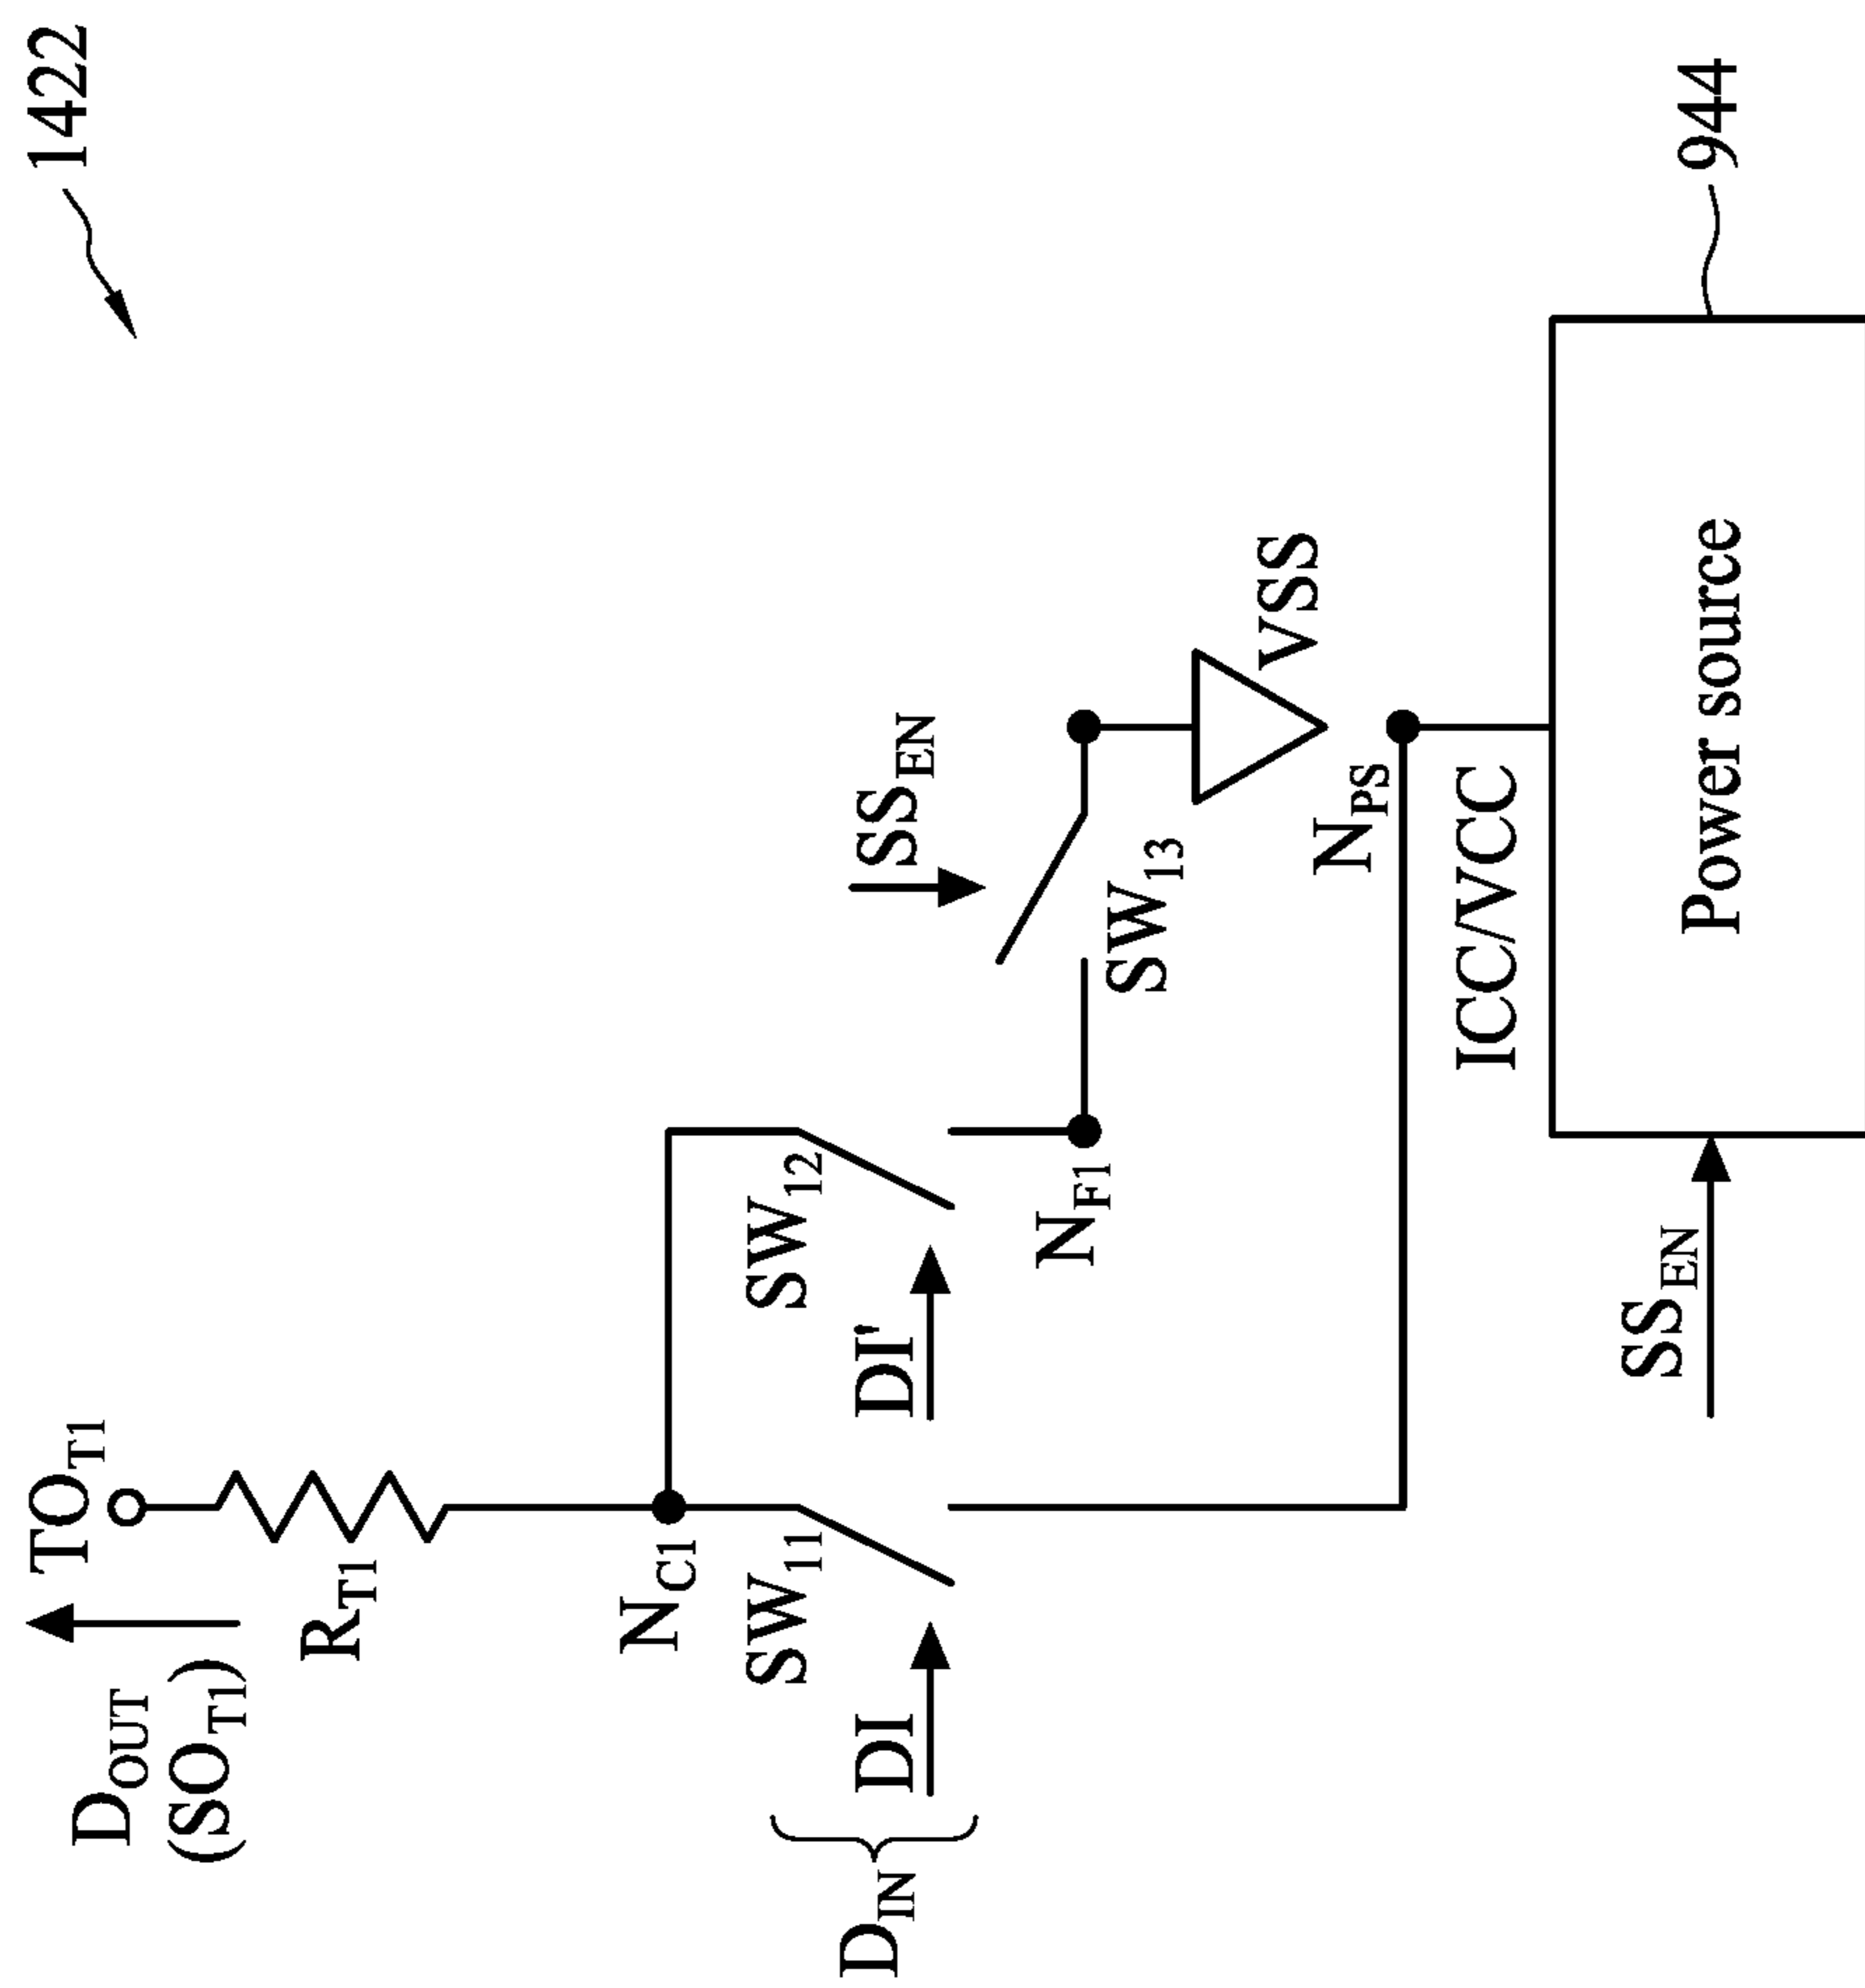 1422
TO_T1
D_OUT
(SO_T1)
R_T1
N_C1
SW_11
SW_12
D_IN
DI
DI'
SS_EN
N_F1
SW_13
VSS
N_PS
ICC/VCC
SS_EN
Power source
944